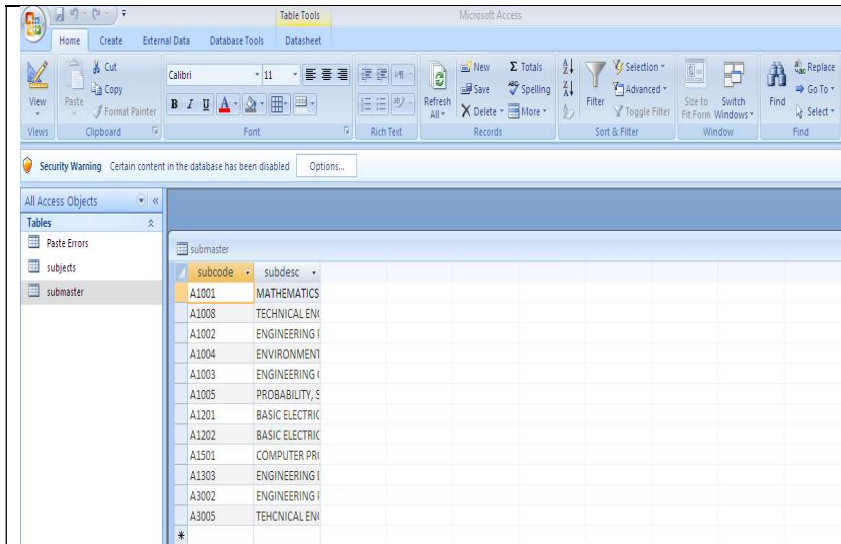 Table Tools Microsoft Access
Home Create External Data Database Tools Datasheet
View Paste Cut Copy Format Painter
Calibri 11
B I U A
Refresh All New Save Delete Totals Spelling More
Filter Selection Advanced Toggle Filter
Size to Fit Form Switch Windows
Find Replace Go To Select
Views Clipboard Font Rich Text Records Sort & Filter Window Find
Security Warning Certain content in the database has been disabled Options...
All Access Objects
Tables
Paste Errors
subjects
submaster
submaster
subcode subdesc
A1001 MATHEMATICS
A1008 TECHNICAL EN
A1002 ENGINEERING
A1004 ENVIRONMENT
A1003 ENGINEERING
A1005 PROBABILITY, S
A1201 BASIC ELECTRIC
A1202 BASIC ELECTRIC
A1501 COMPUTER PR
A1303 ENGINEERING
A3002 ENGINEERING
A3005 TEHCNICAL EN